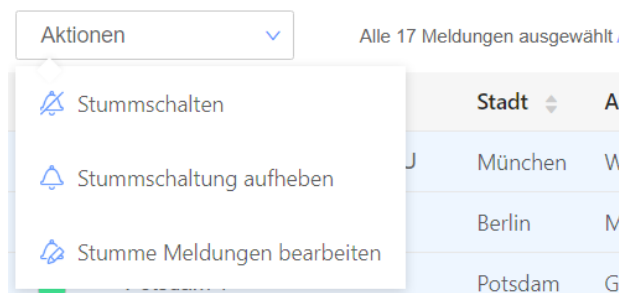 Aktionen
Alle 17 Meldungen ausgewählt
Stummschalten
Stadt
München
Stummschaltung aufheben
Berlin
Stumme Meldungen bearbeiten
Potsdam